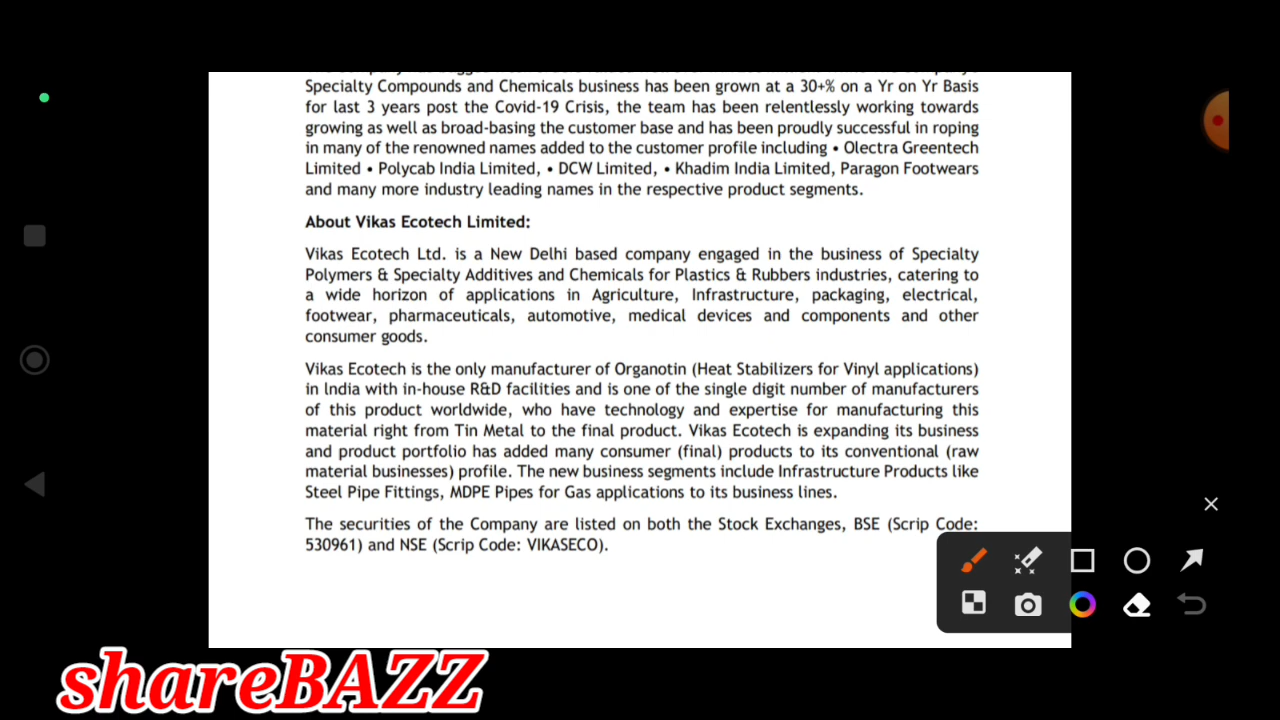 Specialty Compounds and Chemicals business has been grown at a 30+% on a Yr on Yr Basis
for last 3 years post the Covid-19 Crisis, the team has been relentlessly working towards
growing as well as broad-basing the customer base and has been proudly successful in roping
in many of the renowned names added to the customer profile including • Olectra Greentech
Limited • Polycab India Limited, • DCW Limited, • Khadim India Limited, Paragon Footwears
and many more industry leading names in the respective product segments.
About Vikas Ecotech Limited:
Vikas Ecotech Ltd. is a New Delhi based company engaged in the business of Specialty
Polymers & Specialty Additives and Chemicals for Plastics & Rubbers industries, catering to
a wide horizon of applications in Agriculture, Infrastructure, packaging, electrical,
footwear, pharmaceuticals, automotive, medical devices and components and other
consumer goods.
Vikas Ecotech is the only manufacturer of Organotin (Heat Stabilizers for Vinyl applications)
in India with in-house R&D facilities and is one of the single digit number of manufacturers
of this product worldwide, who have technology and expertise for manufacturing this
material right from Tin Metal to the final product. Vikas Ecotech is expanding its business
and product portfolio has added many consumer (final) products to its conventional (raw
material businesses) profile. The new business segments include Infrastructure Products like
Steel Pipe Fittings, MDPE Pipes for Gas applications to its business lines.
The securities of the Company are listed on both the Stock Exchanges, BSE (Scrip Code:
530961) and NSE (Scrip Code: VIKASECO).
shareBAZZ